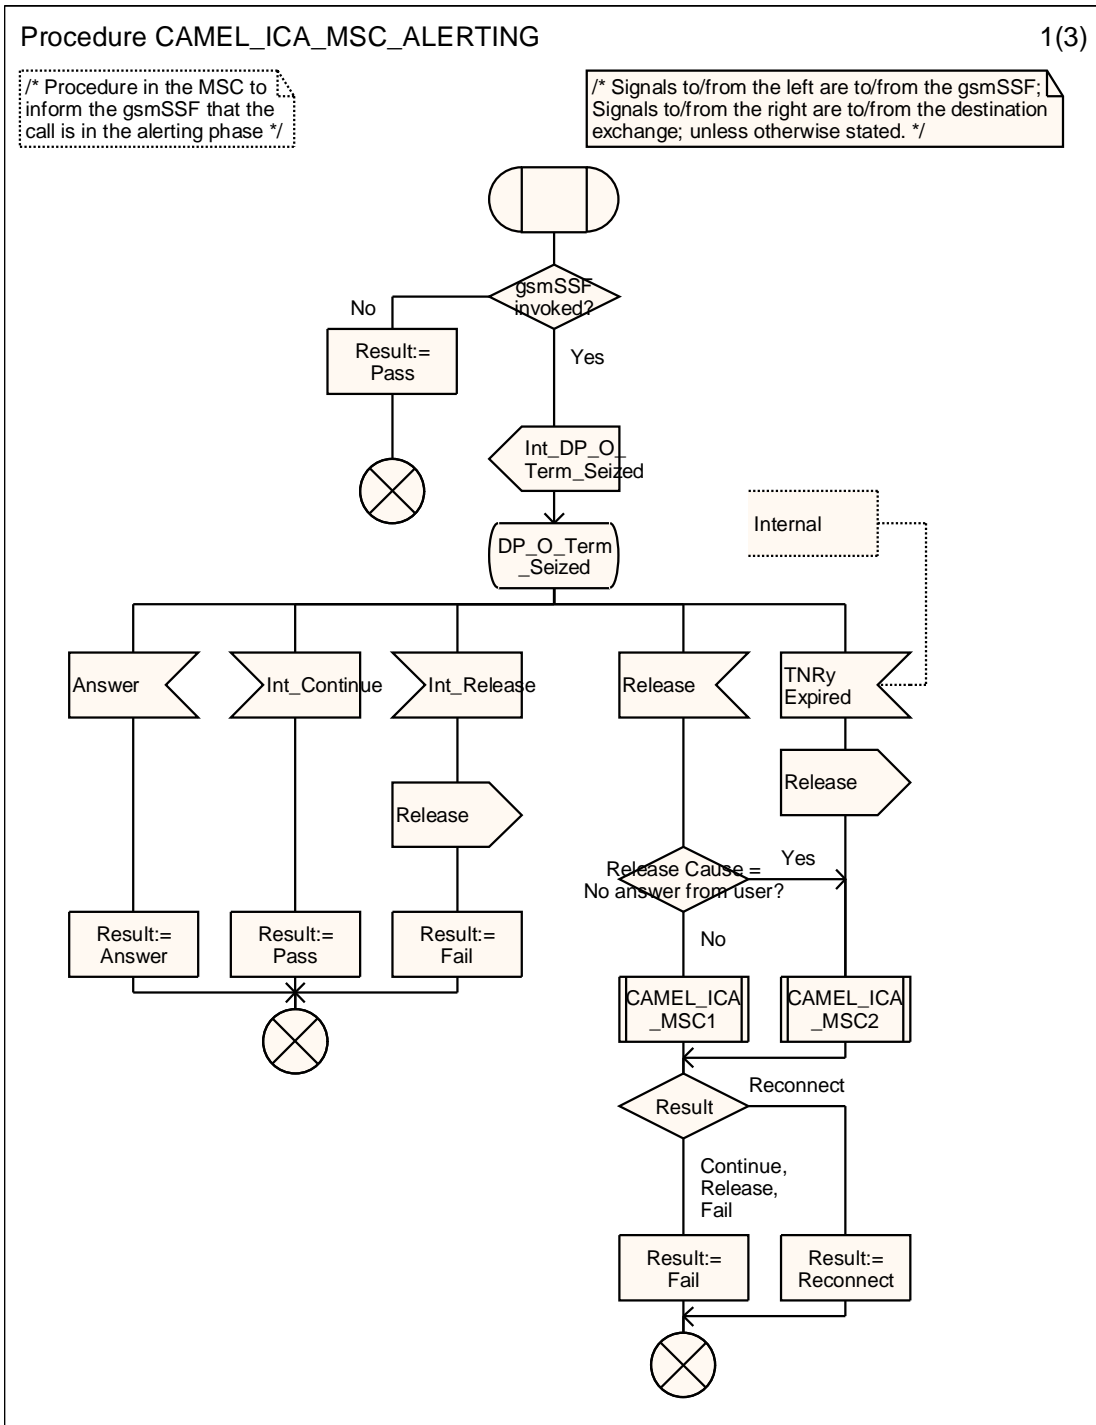 Procedure CAMEL_ICA_MSC_ALERTING
1(3)
/* Procedure in the MSC to
inform the gsmSSF that the
call is in the alerting phase */
/* Signals to/from the left are to/from the gsmSSF;
Signals to/from the right are to/from the destination
exchange; unless otherwise stated. */
gsmSSF
invoked?
No
Result:=
Pass
Yes
Int_DP_O_
Term_Seized
Internal
DP_O_Term
_Seized
Answer
Int_Continue
Int_Release
Release
TNRy
Expired
Release
Release
Release Cause =
No answer from user?
Yes
No
Result:=
Answer
Result:=
Pass
Result:=
Fail
CAMEL_ICA
_MSC1
CAMEL_ICA
_MSC2
Result
Reconnect
Continue,
Release,
Fail
Result:=
Fail
Result:=
Reconnect